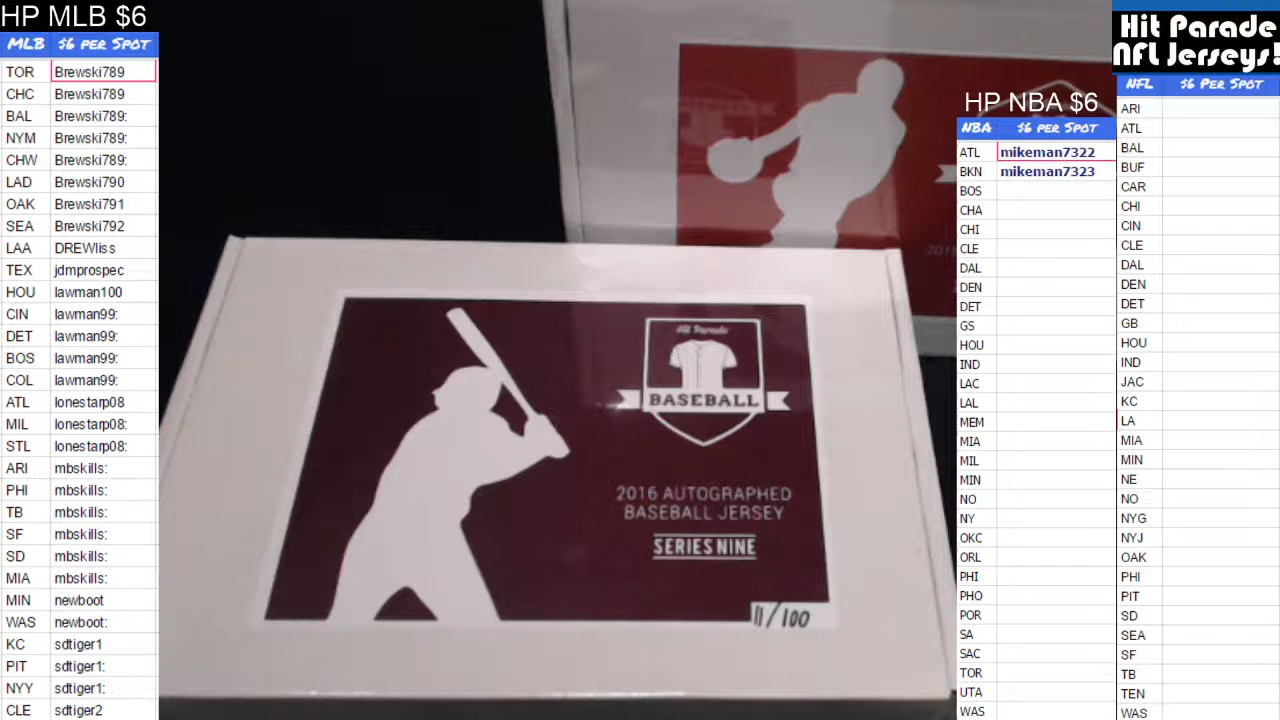 HP MLB $6
MLB $6 PER SPOT
TOR Brewski789
CHC Brewski789
BAL Brewski789:
NYM Brewski789:
CHW Brewski789:
LAD Brewski790
OAK Brewski791
SEA Brewski792
LAA DREWliss
TEX jdmprospec
HOU lawman100
CIN lawman99:
DET lawman99:
BOS lawman99:
COL lawman99:
ATL lonestarp08
MIL lonestarp08:
STL lonestarp08:
ARI mbskills:
PHI mbskills:
TB mbskills:
SF mbskills:
SD mbskills:
MIA mbskills:
MIN newboot
WAS newboot:
KC sdtiger1
PIT sdtiger1:
NYY sdtiger1:
CLE sdtiger2
Hit Parade
BASEBALL
2016 AUTOGRAPHED
BASEBALL JERSEY
SERIES NINE
11/100
HP NBA $6
NBA $6 PER SPOT
ATL mikeman7322
BKN mikeman7323
BOS
CHA
CHI
CLE
DAL
DEN
DET
GS
HOU
IND
LAC
LAL
MEM
MIA
MIL
MIN
NO
NY
OKC
ORL
PHI
PHO
POR
SA
SAC
TOR
UTA
WAS
Hit Parade
NFL Jerseys!
NFL $6 PER SPOT
ARI
ATL
BAL
BUF
CAR
CHI
CIN
CLE
DAL
DEN
DET
GB
HOU
IND
JAC
KC
LA
MIA
MIN
NE
NO
NYG
NYJ
OAK
PHI
PIT
SD
SEA
SF
TB
TEN
WAS